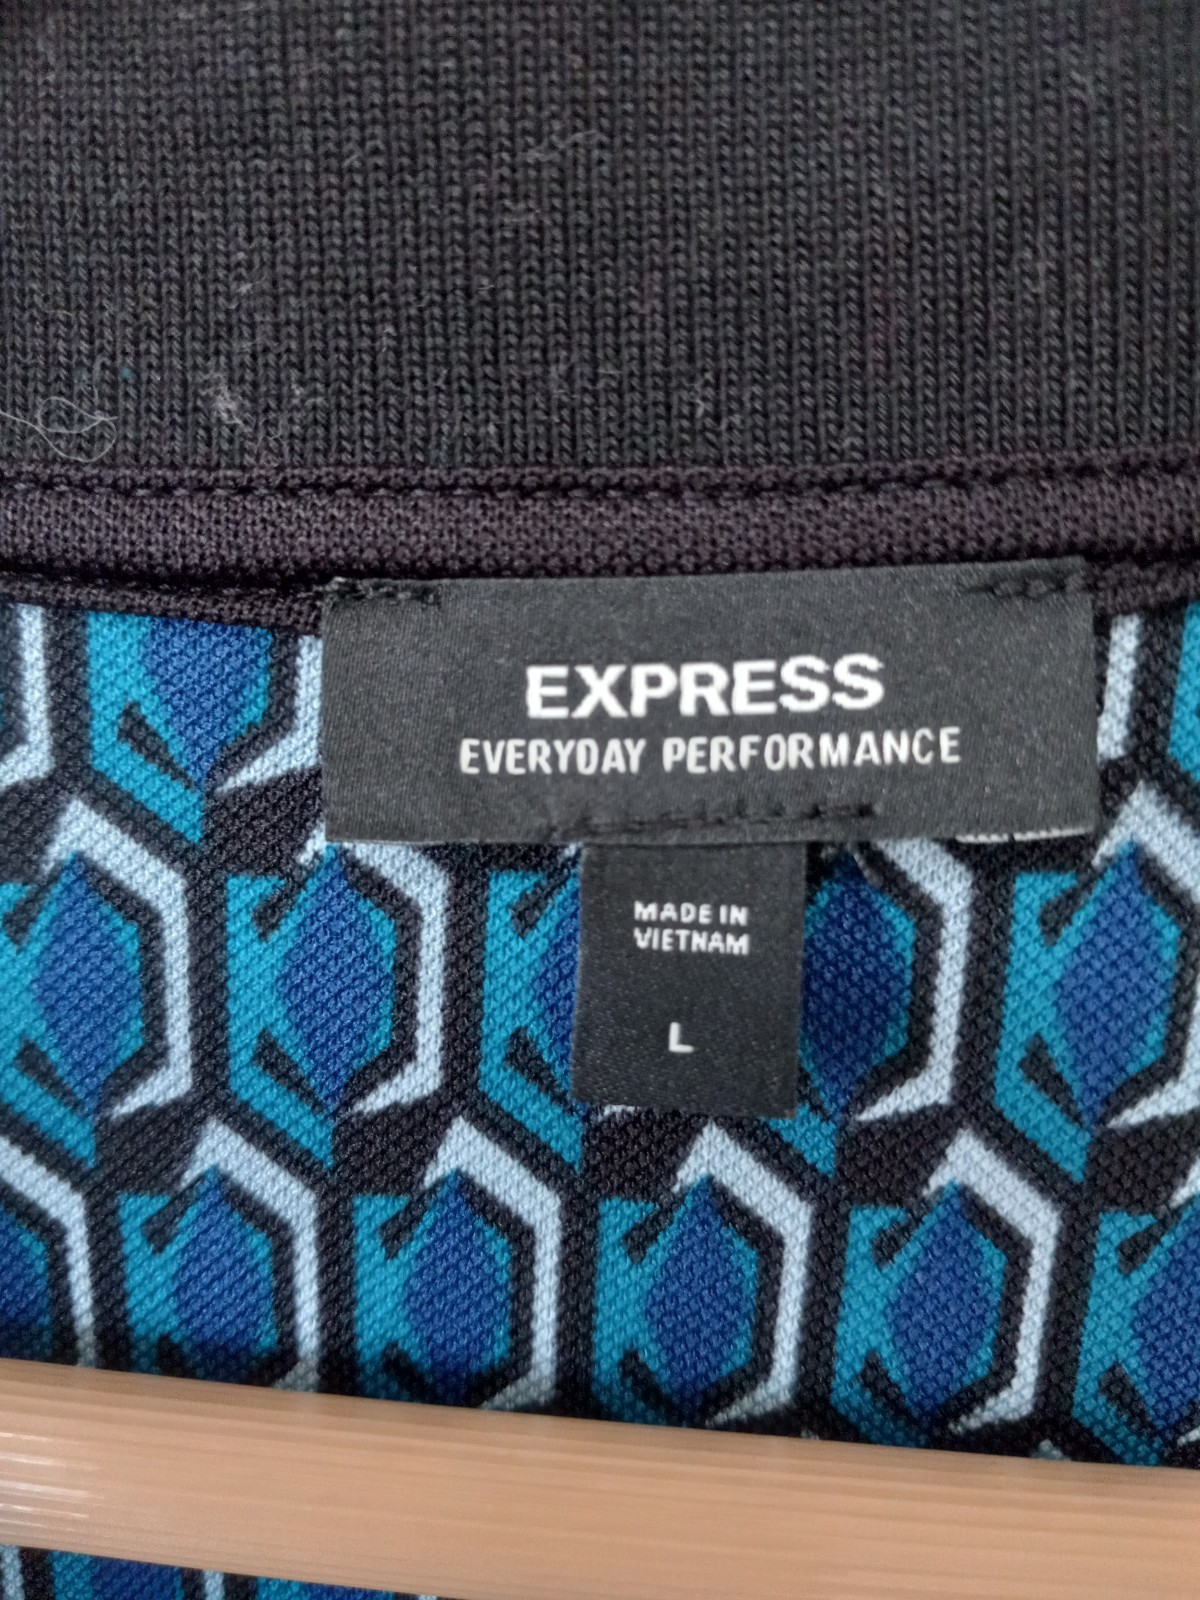 EXPRESS
EVERYDAY PERFORMANCE
MADE IN
VIETNAM
L